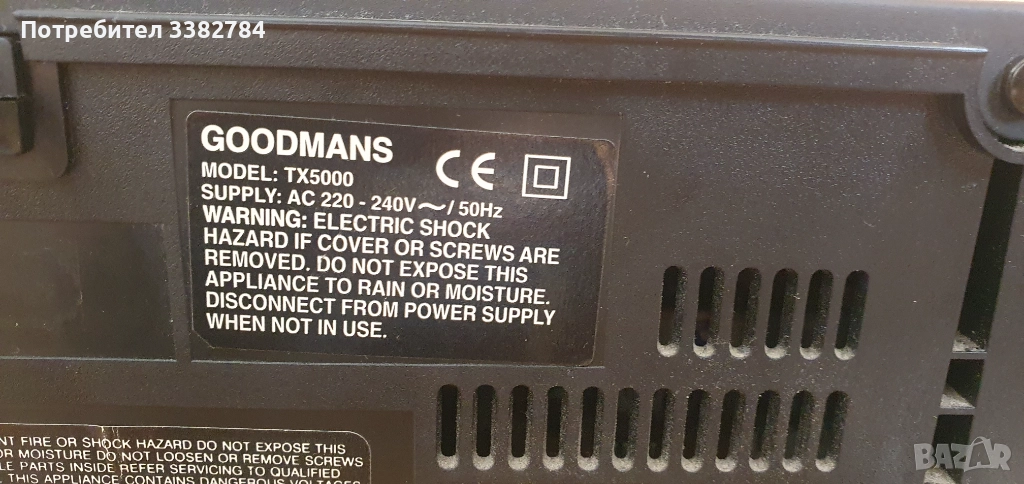 Потребител 3382784
GOODMANS
MODEL: TX5000
SUPPLY: AC 220 - 240V~/ 50Hz
WARNING: ELECTRIC SHOCK
HAZARD IF COVER OR SCREWS ARE
REMOVED. DO NOT EXPOSE THIS
APPLIANCE TO RAIN OR MOISTURE.
DISCONNECT FROM POWER SUPPLY
WHEN NOT IN USE.
CE
FIRE OR SHOCK HAZARD DO NOT EXPOSE THIS
OR MOISTURE DO NOT LOOSEN OR REMOVE SCREWS
PARTS INSIDE REFER SERVICING TO QUALIFIED
THIS APPLIANCE CONTAINS DANGEROUS VOLTAGES
BAZAR